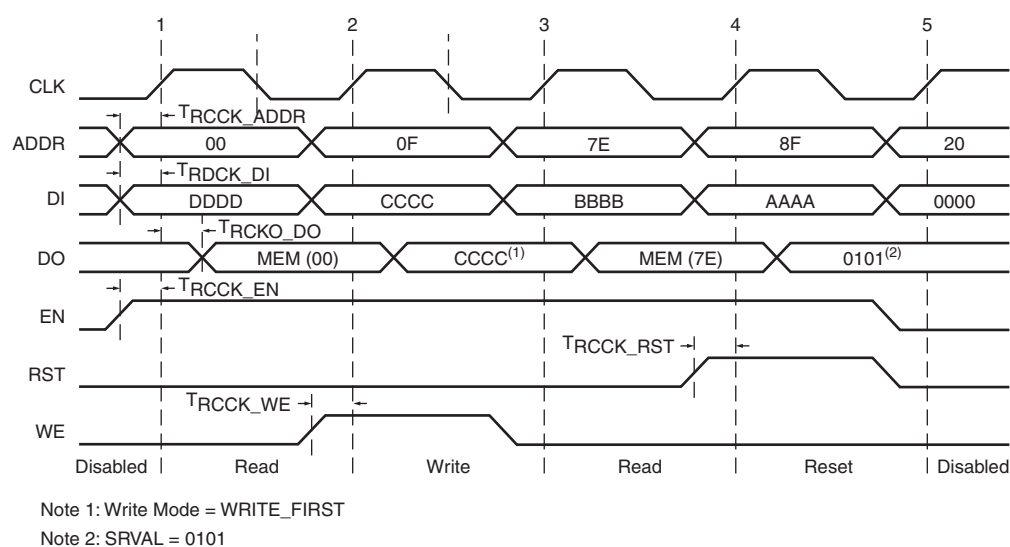 1 2 3 4 5
CLK
TRCCK_ADDR
ADDR 00 0F 7E 8F 20
TRDCK_DI
DI DDDD CCCC BBBB AAAA 0000
TRCKO_DO
DO MEM (00) CCCC(1) MEM (7E) 0101(2)
TRCCK_EN
EN
TRCCK_RST
RST
TRCCK_WE
WE
Disabled Read Write Read Reset Disabled
Note 1: Write Mode = WRITE_FIRST
Note 2: SRVAL = 0101